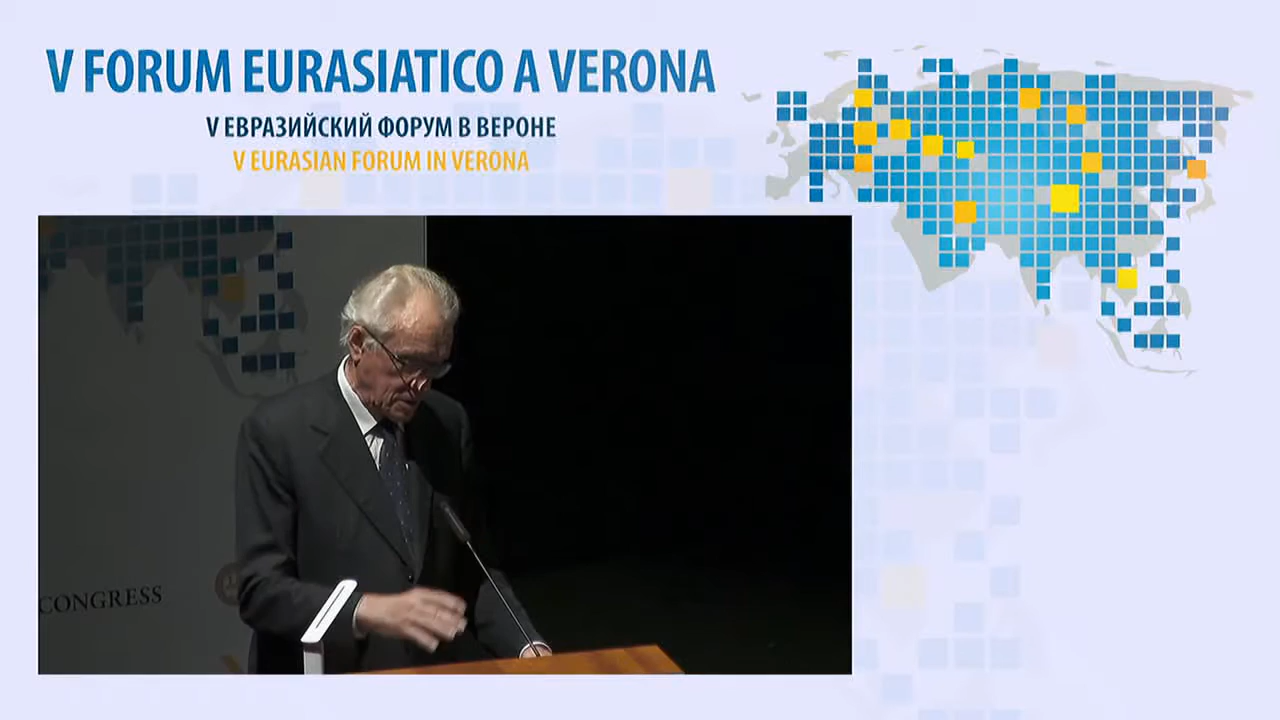 V FORUM EURASIATICO A VERONA
V ЕВРАЗИЙСКИЙ ФОРУМ В ВЕРОНЕ
V EURASIAN FORUM IN VERONA
CONGRESS